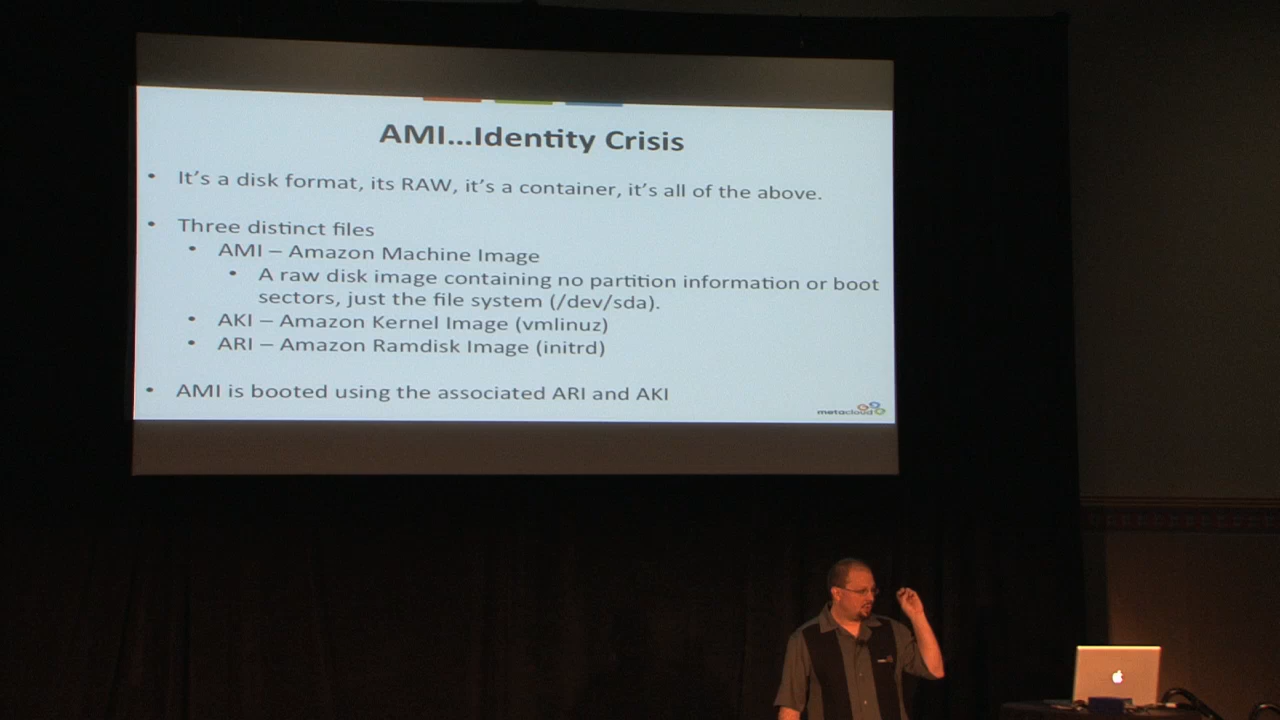 AMI...Identity Crisis
• It's a disk format, its RAW, it's a container, it's all of the above.
• Three distinct files
• AMI – Amazon Machine Image
• A raw disk image containing no partition information or boot
sectors, just the file system (/dev/sda).
• AKI – Amazon Kernel Image (vmlinuz)
• ARI – Amazon Ramdisk Image (initrd)
• AMI is booted using the associated ARI and AKI
metacloud